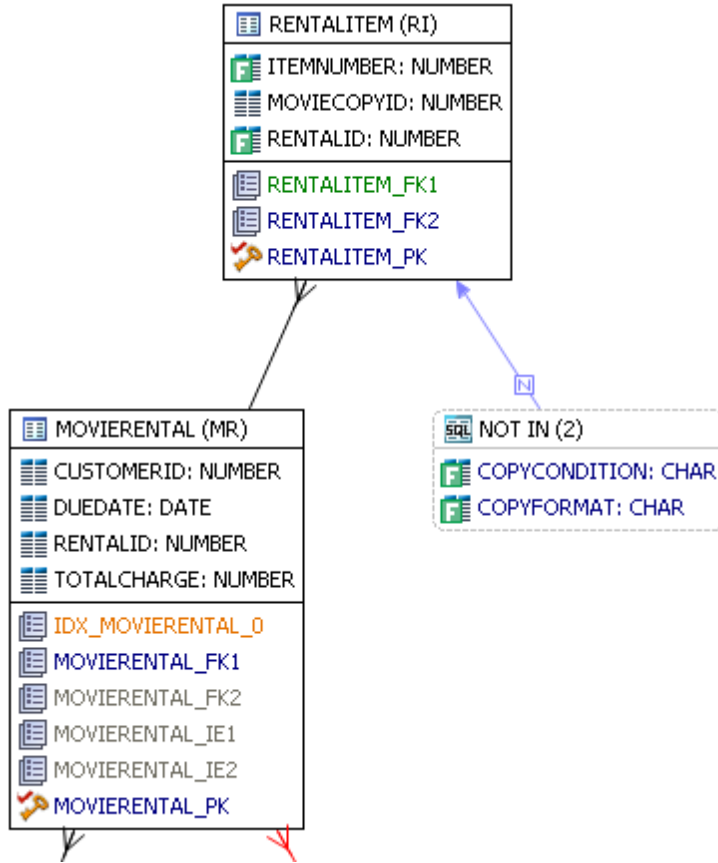 RENTALITEM (RI)
F ITEMNUMBER: NUMBER
MOVIECOPYID: NUMBER
F RENTALID: NUMBER
RENTALITEM_FK1
RENTALITEM_FK2
RENTALITEM_PK
N
MOVIERENTAL (MR)
CUSTOMERID: NUMBER
DUEDATE: DATE
RENTALID: NUMBER
TOTALCHARGE: NUMBER
IDX_MOVIERENTAL_0
MOVIERENTAL_FK1
MOVIERENTAL_FK2
MOVIERENTAL_IE1
MOVIERENTAL_IE2
MOVIERENTAL_PK
SQL NOT IN (2)
F COPYCONDITION: CHAR
F COPYFORMAT: CHAR